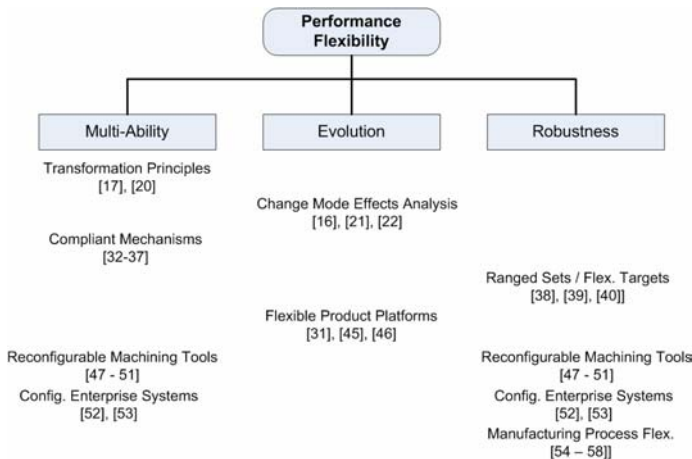 Performance
Flexibility
Multi-Ability
Evolution
Robustness
Transformation Principles
[17], [20]
Change Mode Effects Analysis
[16], [21], [22]
Compliant Mechanisms
[32-37]
Ranged Sets / Flex. Targets
[38], [39], [40]]
Flexible Product Platforms
[31], [45], [46]
Reconfigurable Machining Tools
[47 - 51]
Config. Enterprise Systems
[52], [53]
Reconfigurable Machining Tools
[47 - 51]
Config. Enterprise Systems
[52], [53]
Manufacturing Process Flex.
[54 – 58]]